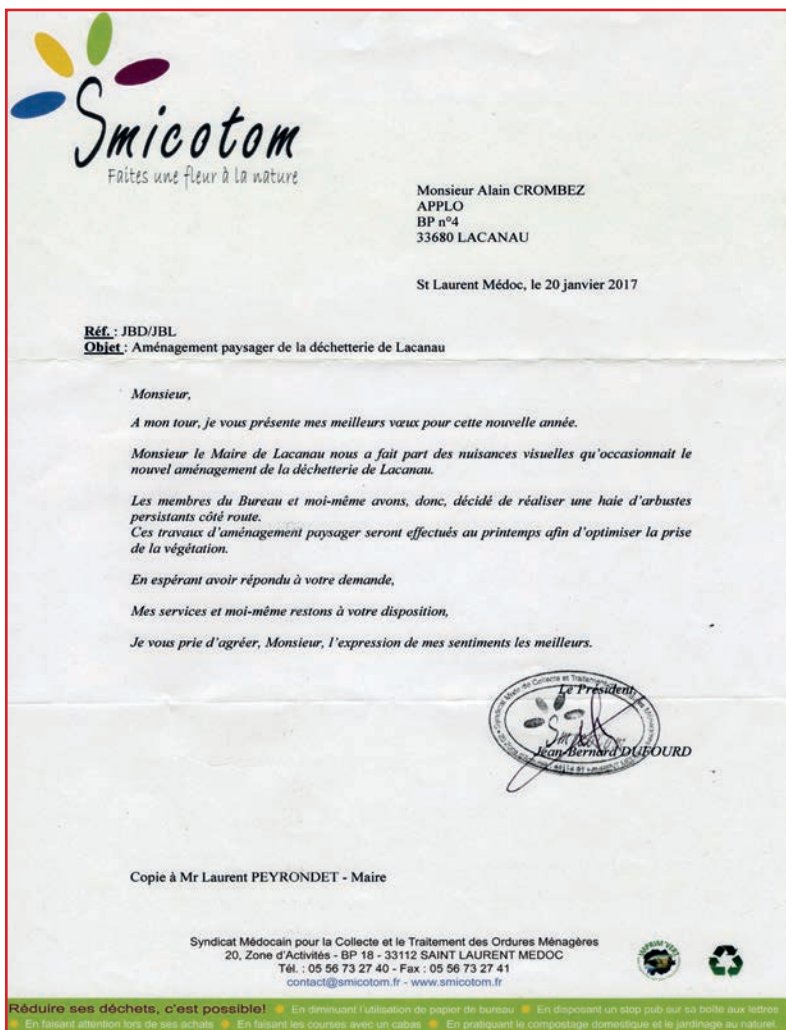 Smicotom
Faites une fleur à la nature
Monsieur Alain CROMBEZ
APPLO
BP n°4
33680 LACANAU
St Laurent Médoc, le 20 janvier 2017
Réf. : JBD/JBL
Objet : Aménagement paysager de la déchetterie de Lacanau
Monsieur,
A mon tour, je vous présente mes meilleurs vœux pour cette nouvelle année.
Monsieur le Maire de Lacanau nous a fait part des nuisances visuelles qu'occasionnait le
nouvel aménagement de la déchetterie de Lacanau.
Les membres du Bureau et moi-même avons, donc, décidé de réaliser une haie d'arbustes
persistants côté route.
Ces travaux d'aménagement paysager seront effectués au printemps afin d'optimiser la prise
de la végétation.
En espérant avoir répondu à votre demande,
Mes services et moi-même restons à votre disposition,
Je vous prie d'agréer, Monsieur, l'expression de mes sentiments les meilleurs.
Syndicat Mixte de Collecte et Traitement des Ordures Ménagères
Le Président,
Jean-Bernard DUFOURD
Copie à Mr Laurent PEYRONDET - Maire
Syndicat Médocain pour la Collecte et le Traitement des Ordures Ménagères
20, Zone d'Activités - BP 18 - 33112 SAINT LAURENT MEDOC
Tél. : 05 56 73 27 40 - Fax : 05 56 73 27 41
contact@smicotom.fr - www.smicotom.fr
IMPRIM'VERT
Réduire ses déchets, c'est possible! En diminuant l'utilisation de papier de bureau En disposant un stop pub sur sa boîte aux lettres
En faisant attention lors de ses achats En faisant les courses avec un cabas En pratiquant le compostage domestique et le jardinage au naturel...